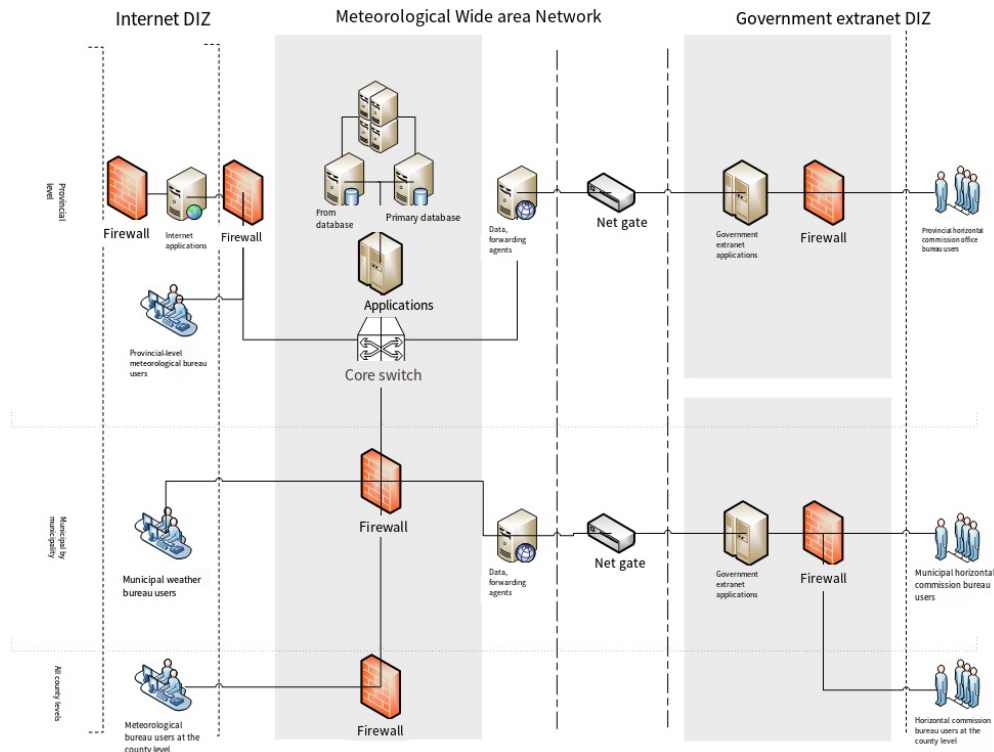 Internet DIZ
Meteorological Wide area Network
Government extranet DIZ
Provincial
level
Firewall
Internet
applications
Firewall
From
database
Primary database
Data,
forwarding
agents
Net gate
Government
extranet
applications
Firewall
Provincial horizontal
commission office
bureau users
Applications
Provincial-level
meteorological bureau
users
Core switch
Municipal by
municipality
Municipal weather
bureau users
Firewall
Data,
forwarding
agents
Net gate
Government
extranet
applications
Firewall
Municipal horizontal
commission bureau
users
All county levels
Meteorological
bureau users at the
county level
Firewall
Horizontal commission
bureau users at the
county level